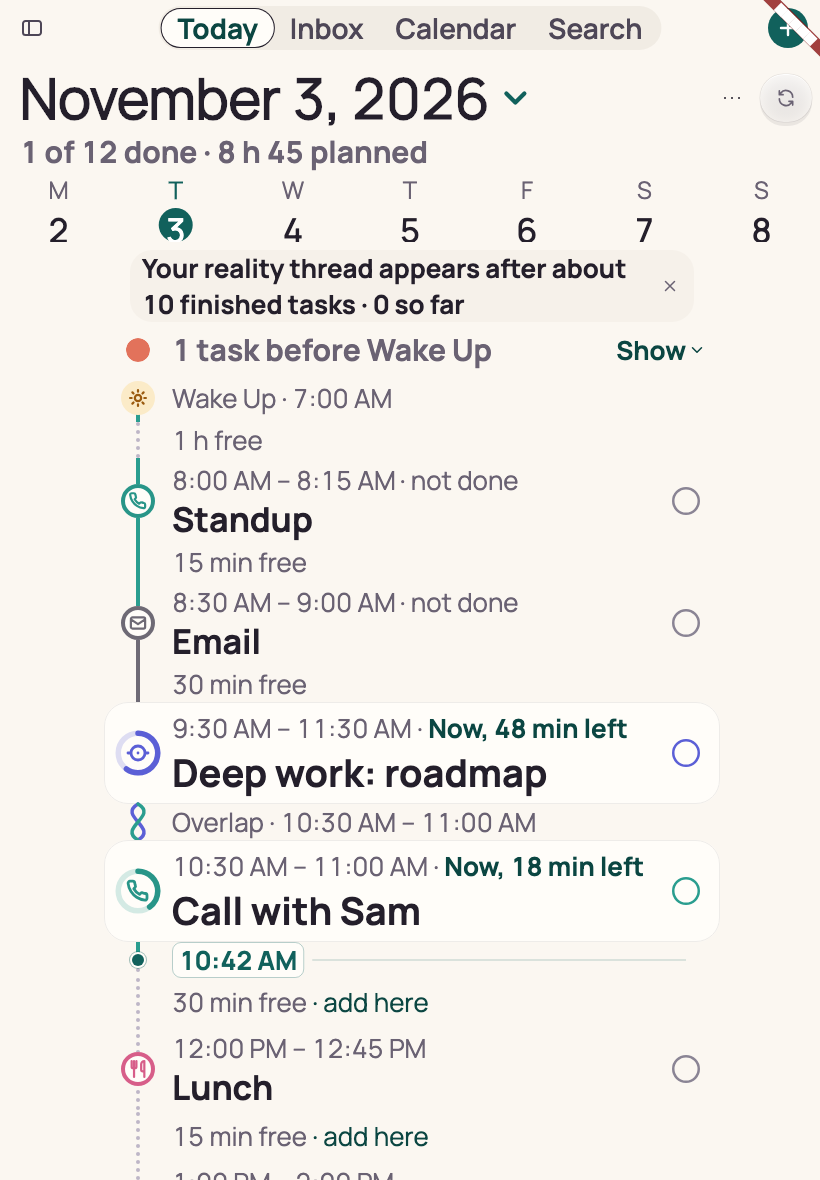 Today Inbox Calendar Search
November 3, 2026
1 of 12 done · 8 h 45 planned
M T W T F S S
2 3 4 5 6 7 8
Your reality thread appears after about
10 finished tasks · 0 so far
1 task before Wake Up Show
Wake Up · 7:00 AM
1 h free
8:00 AM – 8:15 AM · not done
Standup
15 min free
8:30 AM – 9:00 AM · not done
Email
30 min free
9:30 AM – 11:30 AM · Now, 48 min left
Deep work: roadmap
Overlap · 10:30 AM – 11:00 AM
10:30 AM – 11:00 AM · Now, 18 min left
Call with Sam
10:42 AM
30 min free · add here
12:00 PM – 12:45 PM
Lunch
15 min free · add here
1:00 PM – 2:00 PM